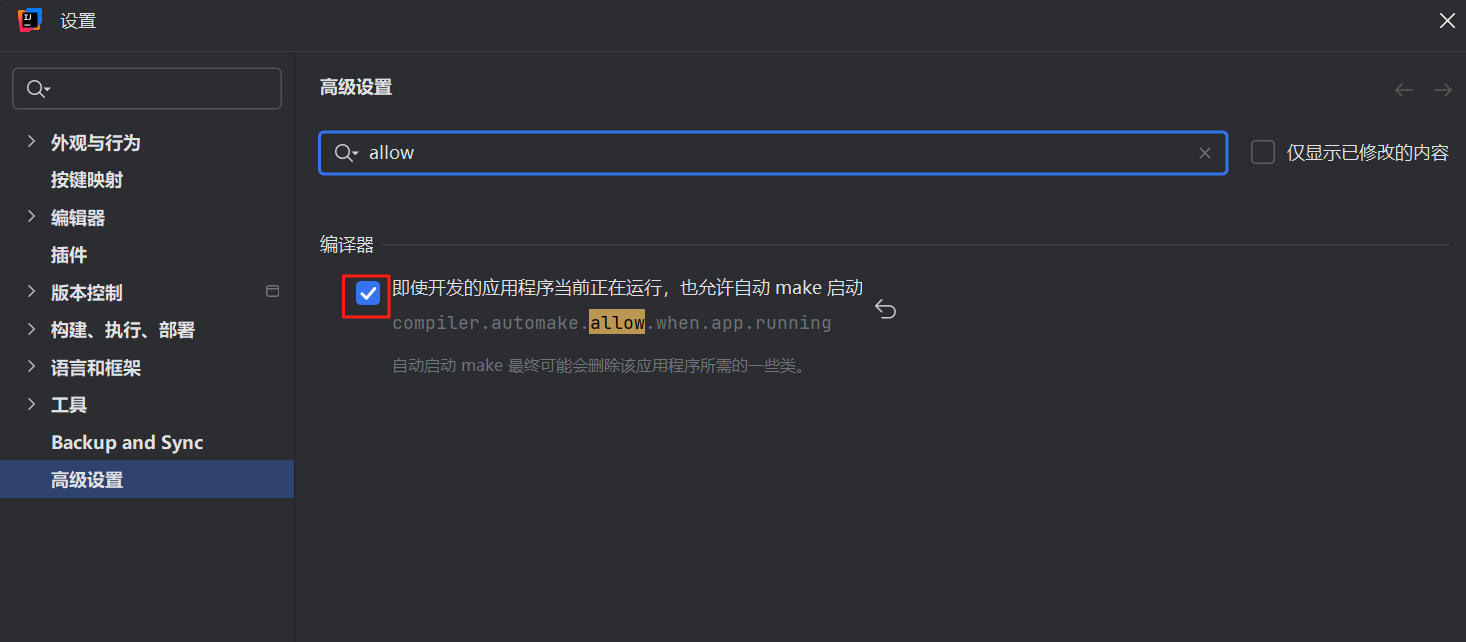 设置
高级设置
allow
仅显示已修改的内容
外观与行为
按键映射
编辑器
插件
版本控制
构建、执行、部署
语言和框架
工具
Backup and Sync
高级设置
编译器
即使开发的应用程序当前正在运行，也允许自动 make 启动
compiler.automake.allow.when.app.running
自动启动 make 最终可能会删除该应用程序所需的一些类。